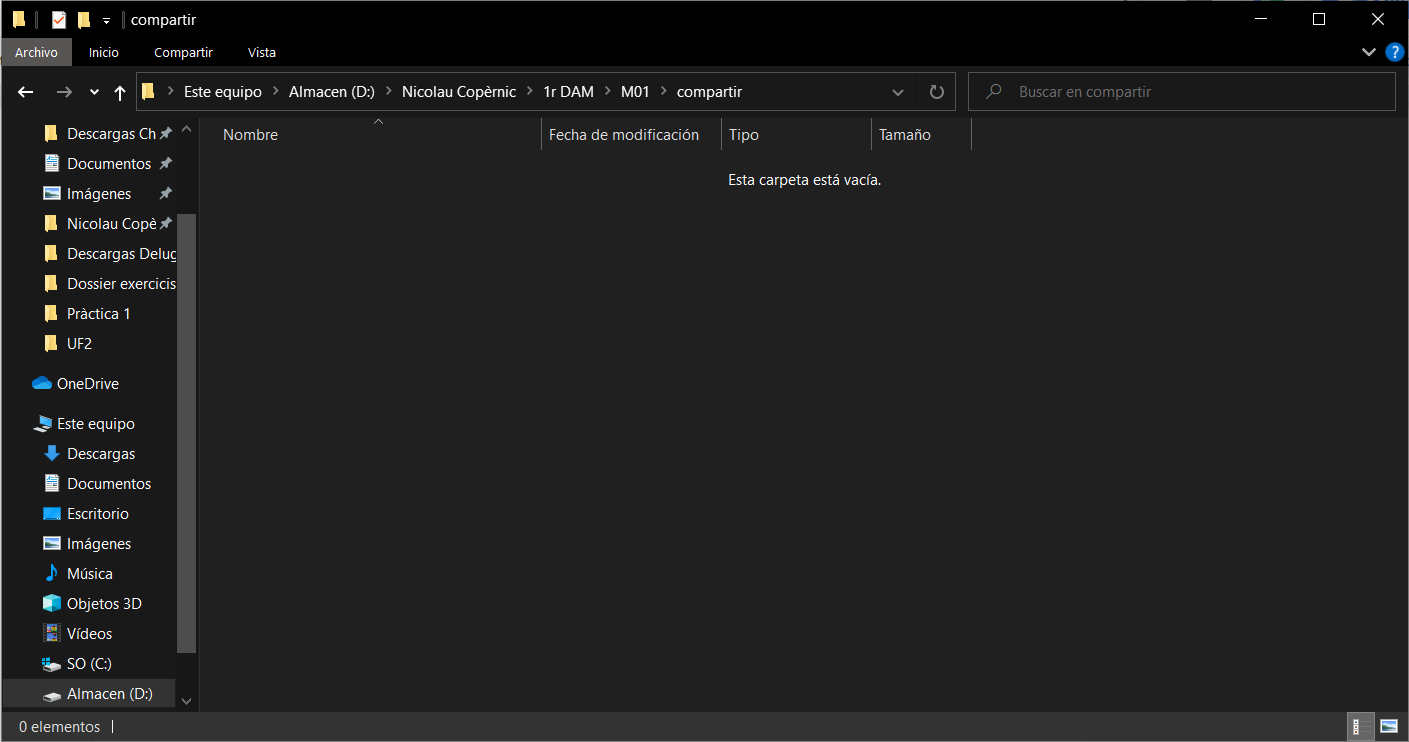 compartir
Archivo Inicio Compartir Vista
Este equipo Almacen (D:) Nicolau Copèrnic 1r DAM M01 compartir
Buscar en compartir
Nombre Fecha de modificación Tipo Tamaño
Esta carpeta está vacía.
Descargas Ch
Documentos
Imágenes
Nicolau Copè
Descargas Delug
Dossier exercicis
Pràctica 1
UF2
OneDrive
Este equipo
Descargas
Documentos
Escritorio
Imágenes
Música
Objetos 3D
Vídeos
SO (C:)
Almacen (D:)
0 elementos